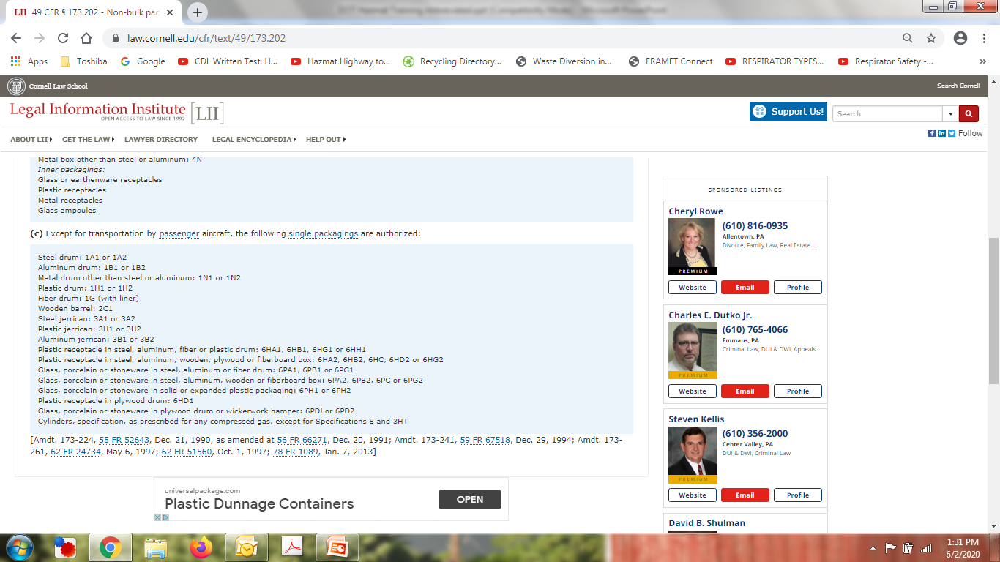 49 CFR § 173.202 - Non-bulk pac
law.cornell.edu/cfr/text/49/173.202
Apps
Toshiba
Google
CDL Written Test: H...
Hazmat Highway to...
Recycling Directory...
Waste Diversion in...
ERAMET Connect
RESPIRATOR TYPES...
Respirator Safety -...
»
Cornell Law School
Search Cornell
Legal Information Institute [LII]
OPEN ACCESS TO LAW SINCE 1992
Support Us!
Search
ABOUT LII
GET THE LAW
LAWYER DIRECTORY
LEGAL ENCYCLOPEDIA
HELP OUT
Follow
Metal box other than steel or aluminum: 4N
Inner packagings:
Glass or earthenware receptacles
Plastic receptacles
Metal receptacles
Glass ampoules
(c) Except for transportation by passenger aircraft, the following single packagings are authorized:
Steel drum: 1A1 or 1A2
Aluminum drum: 1B1 or 1B2
Metal drum other than steel or aluminum: 1N1 or 1N2
Plastic drum: 1H1 or 1H2
Fiber drum: 1G (with liner)
Wooden barrel: 2C1
Steel jerrican: 3A1 or 3A2
Plastic jerrican: 3H1 or 3H2
Aluminum jerrican: 3B1 or 3B2
Plastic receptacle in steel, aluminum, fiber or plastic drum: 6HA1, 6HB1, 6HG1 or 6HH1
Plastic receptacle in steel, aluminum, wooden, plywood or fiberboard box: 6HA2, 6HB2, 6HC, 6HD2 or 6HG2
Glass, porcelain or stoneware in steel, aluminum or fiber drum: 6PA1, 6PB1 or 6PG1
Glass, porcelain or stoneware in steel, aluminum, wooden or fiberboard box: 6PA2, 6PB2, 6PC or 6PG2
Glass, porcelain or stoneware in solid or expanded plastic packaging: 6PH1 or 6PH2
Plastic receptacle in plywood drum: 6HD1
Glass, porcelain or stoneware in plywood drum or wickerwork hamper: 6PDl or 6PD2
Cylinders, specification, as prescribed for any compressed gas, except for Specifications 8 and 3HT
[Amdt. 173-224, 55 FR 52643, Dec. 21, 1990, as amended at 56 FR 66271, Dec. 20, 1991; Amdt. 173-241, 59 FR 67518, Dec. 29, 1994; Amdt. 173-
261, 62 FR 24734, May 6, 1997; 62 FR 51560, Oct. 1, 1997; 78 FR 1089, Jan. 7, 2013]
universalpackage.com
Plastic Dunnage Containers
OPEN
SPONSORED LISTINGS
Cheryl Rowe
(610) 816-0935
Allentown, PA
Divorce, Family Law, Real Estate L...
PREMIUM
Website
Email
Profile
Charles E. Dutko Jr.
(610) 765-4066
Emmaus, PA
Criminal Law, DUI & DWI, Appeals...
PREMIUM
Website
Email
Profile
Steven Kellis
(610) 356-2000
Center Valley, PA
DUI & DWI, Criminal Law
PREMIUM
Website
Email
Profile
David B. Shulman
1:31 PM
6/2/2020